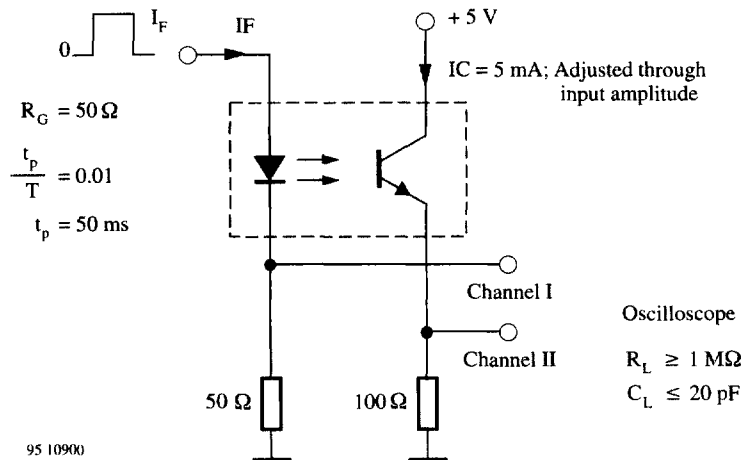 I_F
0
IF
+ 5 V
IC = 5 mA; Adjusted through
input amplitude
R_G = 50 Ω
t_p
T
= 0.01
t_p = 50 ms
Channel I
Channel II
50 Ω
100 Ω
Oscilloscope
R_L ≥ 1 MΩ
C_L ≤ 20 pF
95 10900